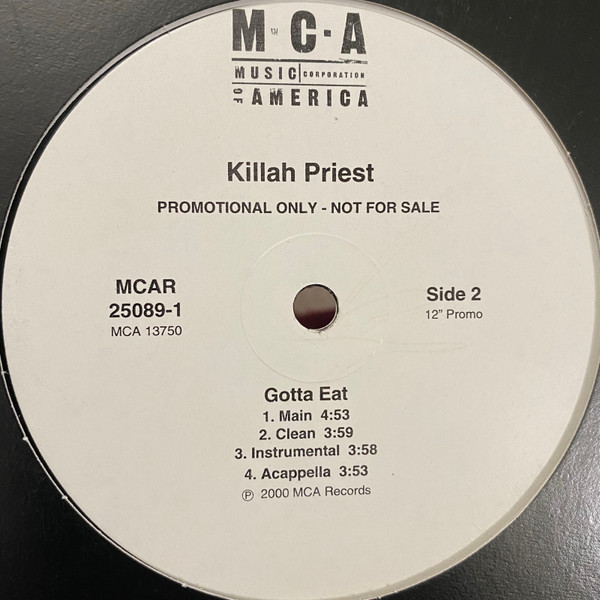 M·C·A
MUSIC CORPORATION
OF AMERICA
Killah Priest
PROMOTIONAL ONLY - NOT FOR SALE
MCAR
25089-1
MCA 13750
Side 2
12" Promo
Gotta Eat
1. Main 4:53
2. Clean 3:59
3. Instrumental 3:58
4. Acappella 3:53
℗ 2000 MCA Records